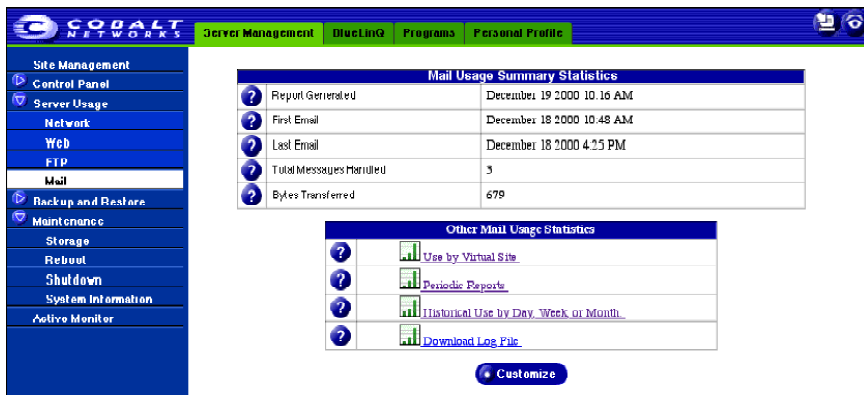 COBALT
NETWORKS
Server Management
BlueLinQ
Programs
Personal Profile
Site Management
Control Panel
Server Usage
Network
Web
FTP
Mail
Backup and Restore
Maintenance
Storage
Reboot
Shutdown
System Information
Active Monitor
Mail Usage Summary Statistics
Report Generated December 19 2000 10:16 AM
First Email December 18 2000 10:48 AM
Last Email December 18 2000 4:25 PM
Total Messages Handled 3
Bytes Transferred 679
Other Mail Usage Statistics
Use by Virtual Site
Periodic Reports
Historical Use by Day, Week or Month.
Download Log File
Customize